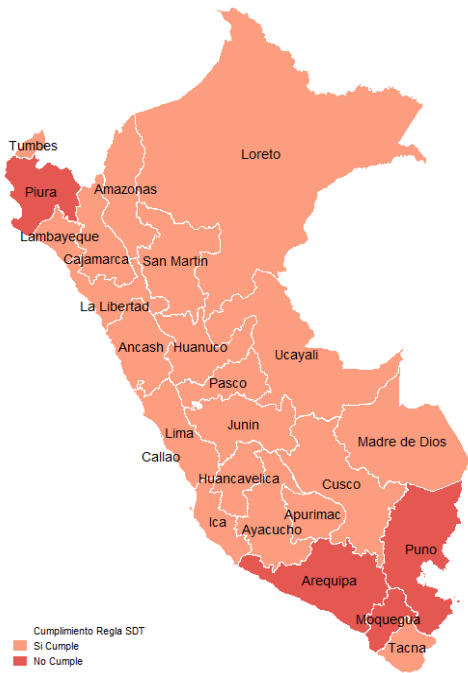 Loreto
Tumbes
Piura
Amazonas
Lambayeque
Cajamarca
San Martin
La Libertad
Ancash
Huanuco
Ucayali
Pasco
Lima
Junin
Madre de Dios
Callao
Huancavelica
Cusco
Ica
Apurimac
Ayacucho
Puno
Arequipa
Moquegua
Tacna
Cumplimiento Regla SDT
Si Cumple
No Cumple